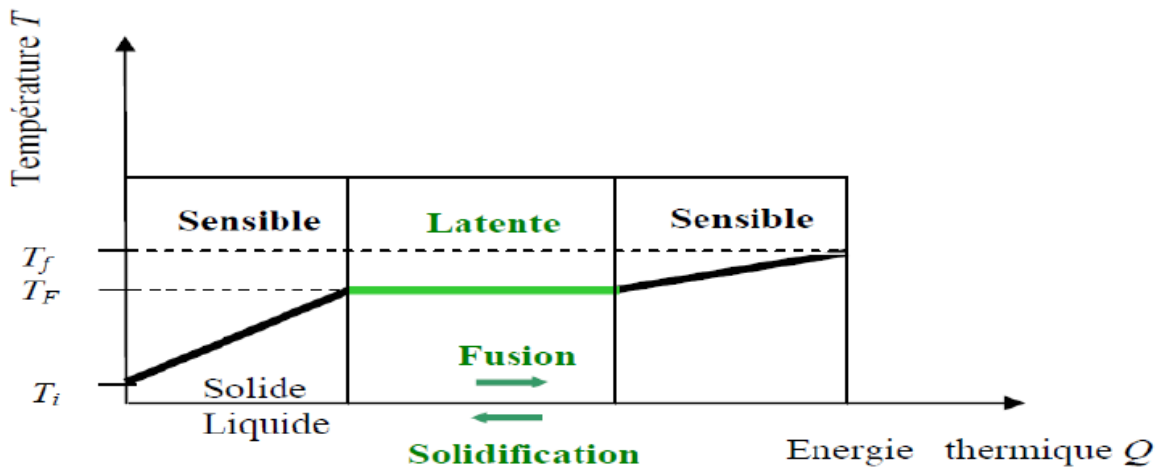 Température T
Sensible
Latente
Sensible
T_f
T_F
Fusion
T_i
Solide
Liquide
Solidification
Energie thermique Q